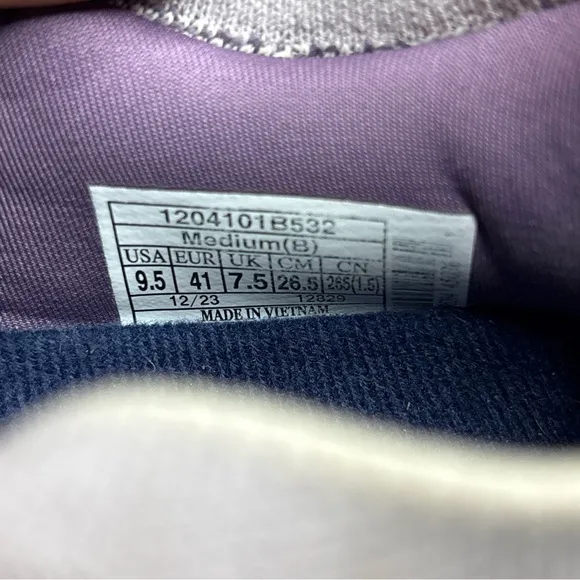 1204101B532
Medium(B)
USA EUR UK CM CN
9.5 41 7.5 26.5 265(1.5)
12/23 12829
MADE IN VIETNAM